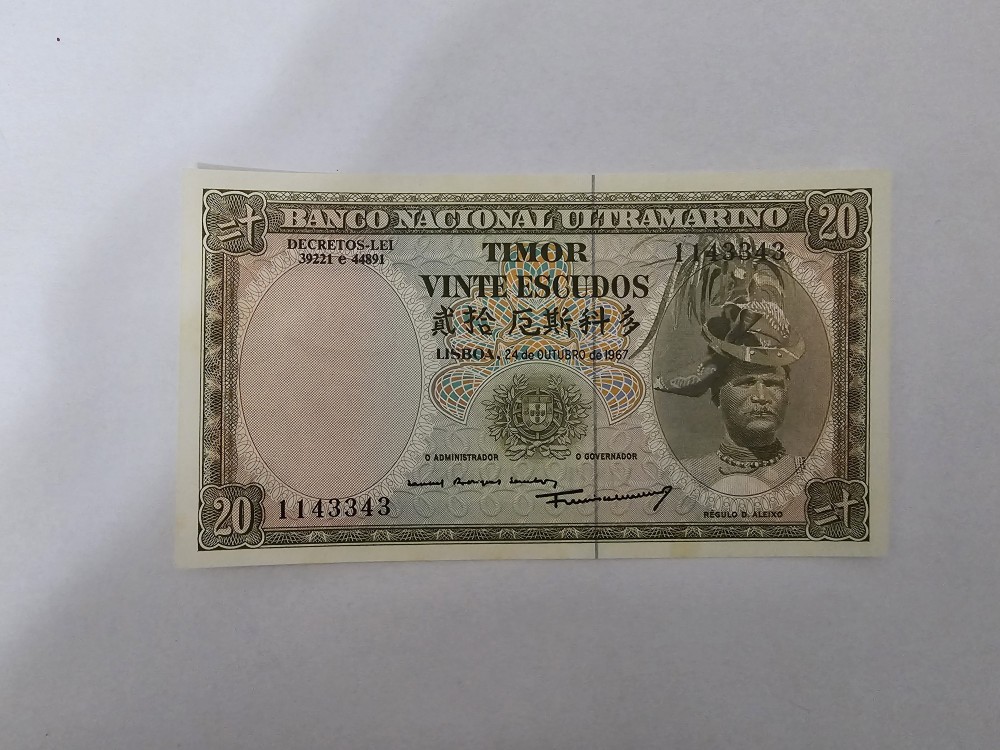 二十 BANCO NACIONAL ULTRAMARINO 20
DECRETOS-LEI
39221 e 44891
TIMOR
1143343
VINTE ESCUDOS
貳拾 厄斯科多
LISBOA, 24 de OUTUBRO de 1967
O ADMINISTRADOR O GOVERNADOR
20 1143343
RÉGULO D. ALEIXO
二十